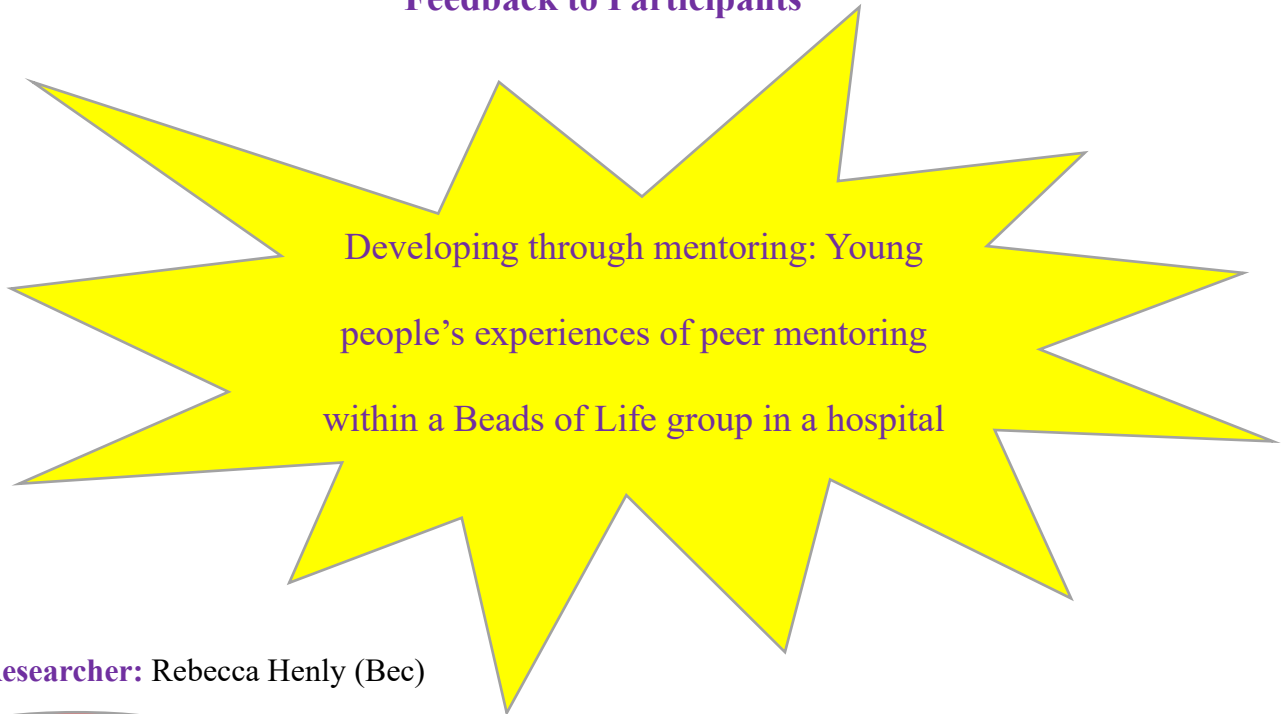 Feedback to Participants
Developing through mentoring: Young
people’s experiences of peer mentoring
within a Beads of Life group in a hospital
esearcher: Rebecca Henly (Bec)